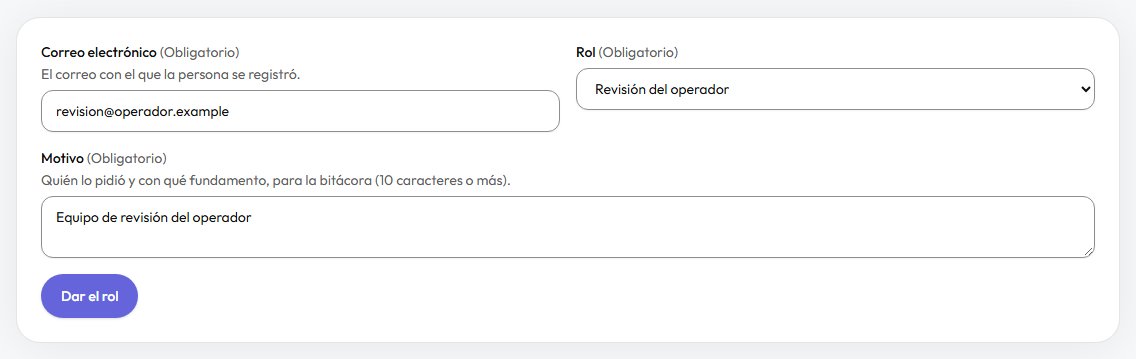 Correo electrónico (Obligatorio)
El correo con el que la persona se registró.
revision@operador.example
Rol (Obligatorio)
Revisión del operador
Motivo (Obligatorio)
Quién lo pidió y con qué fundamento, para la bitácora (10 caracteres o más).
Equipo de revisión del operador
Dar el rol